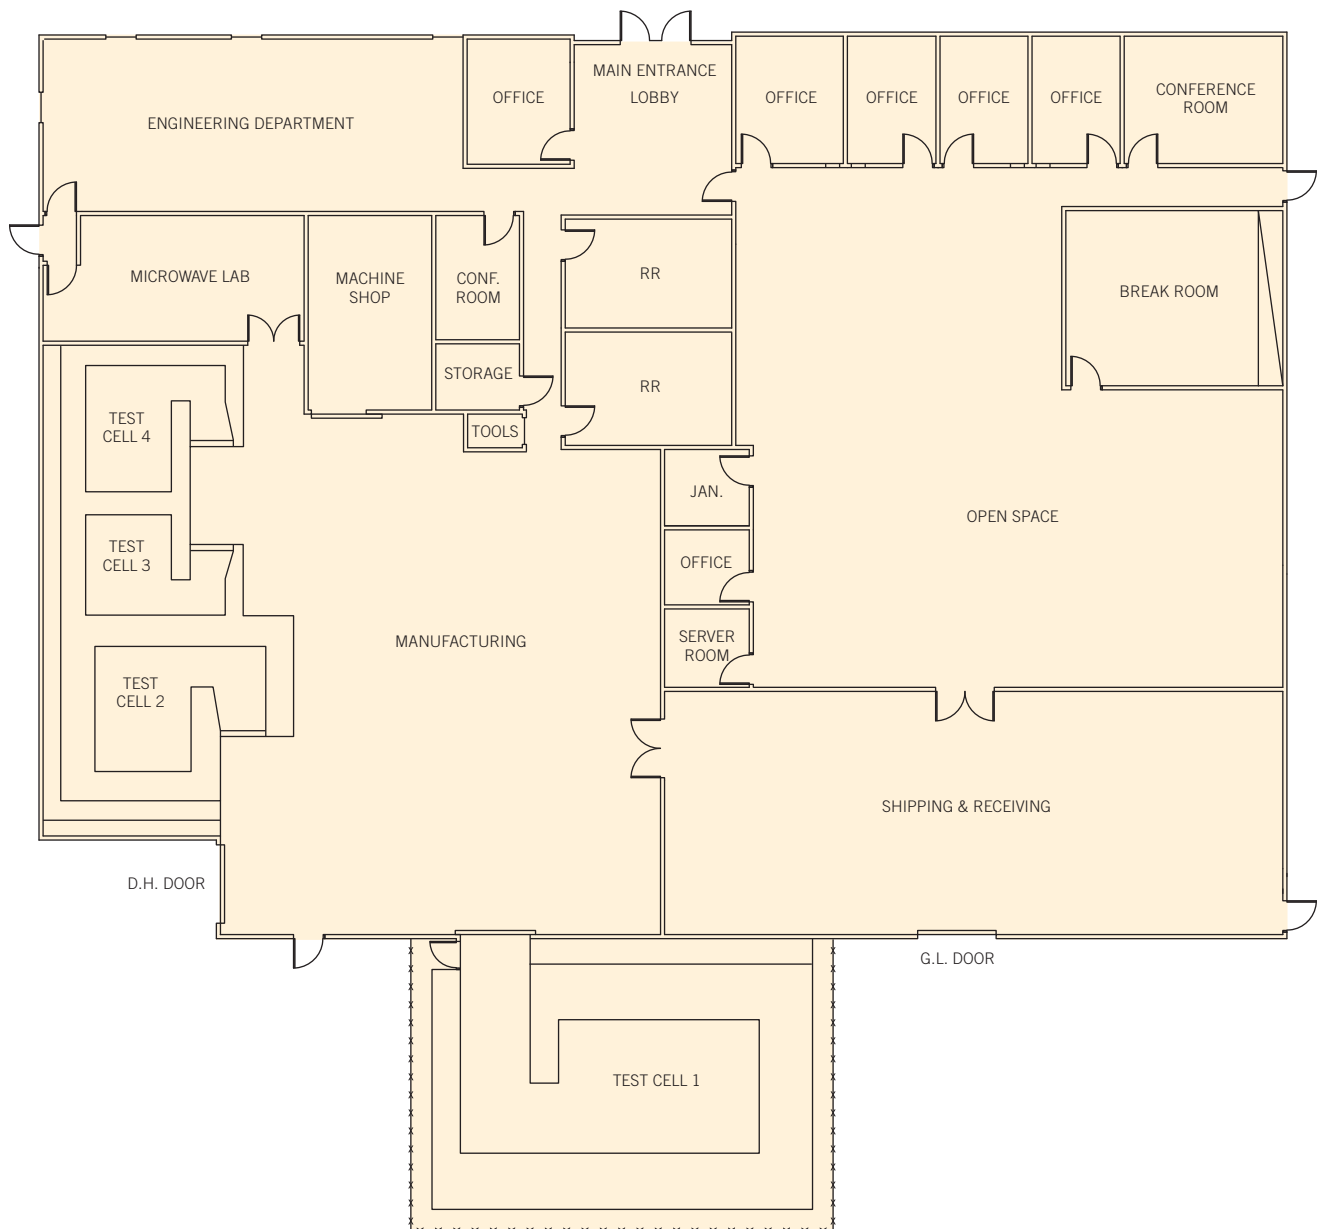 MAIN ENTRANCE
LOBBY
OFFICE
OFFICE
OFFICE
OFFICE
OFFICE
CONFERENCE
ROOM
ENGINEERING DEPARTMENT
MICROWAVE LAB
MACHINE
SHOP
CONF.
ROOM
RR
BREAK ROOM
STORAGE
RR
TEST
CELL 4
TOOLS
JAN.
OPEN SPACE
TEST
CELL 3
OFFICE
MANUFACTURING
SERVER
ROOM
TEST
CELL 2
SHIPPING & RECEIVING
D.H. DOOR
G.L. DOOR
TEST CELL 1